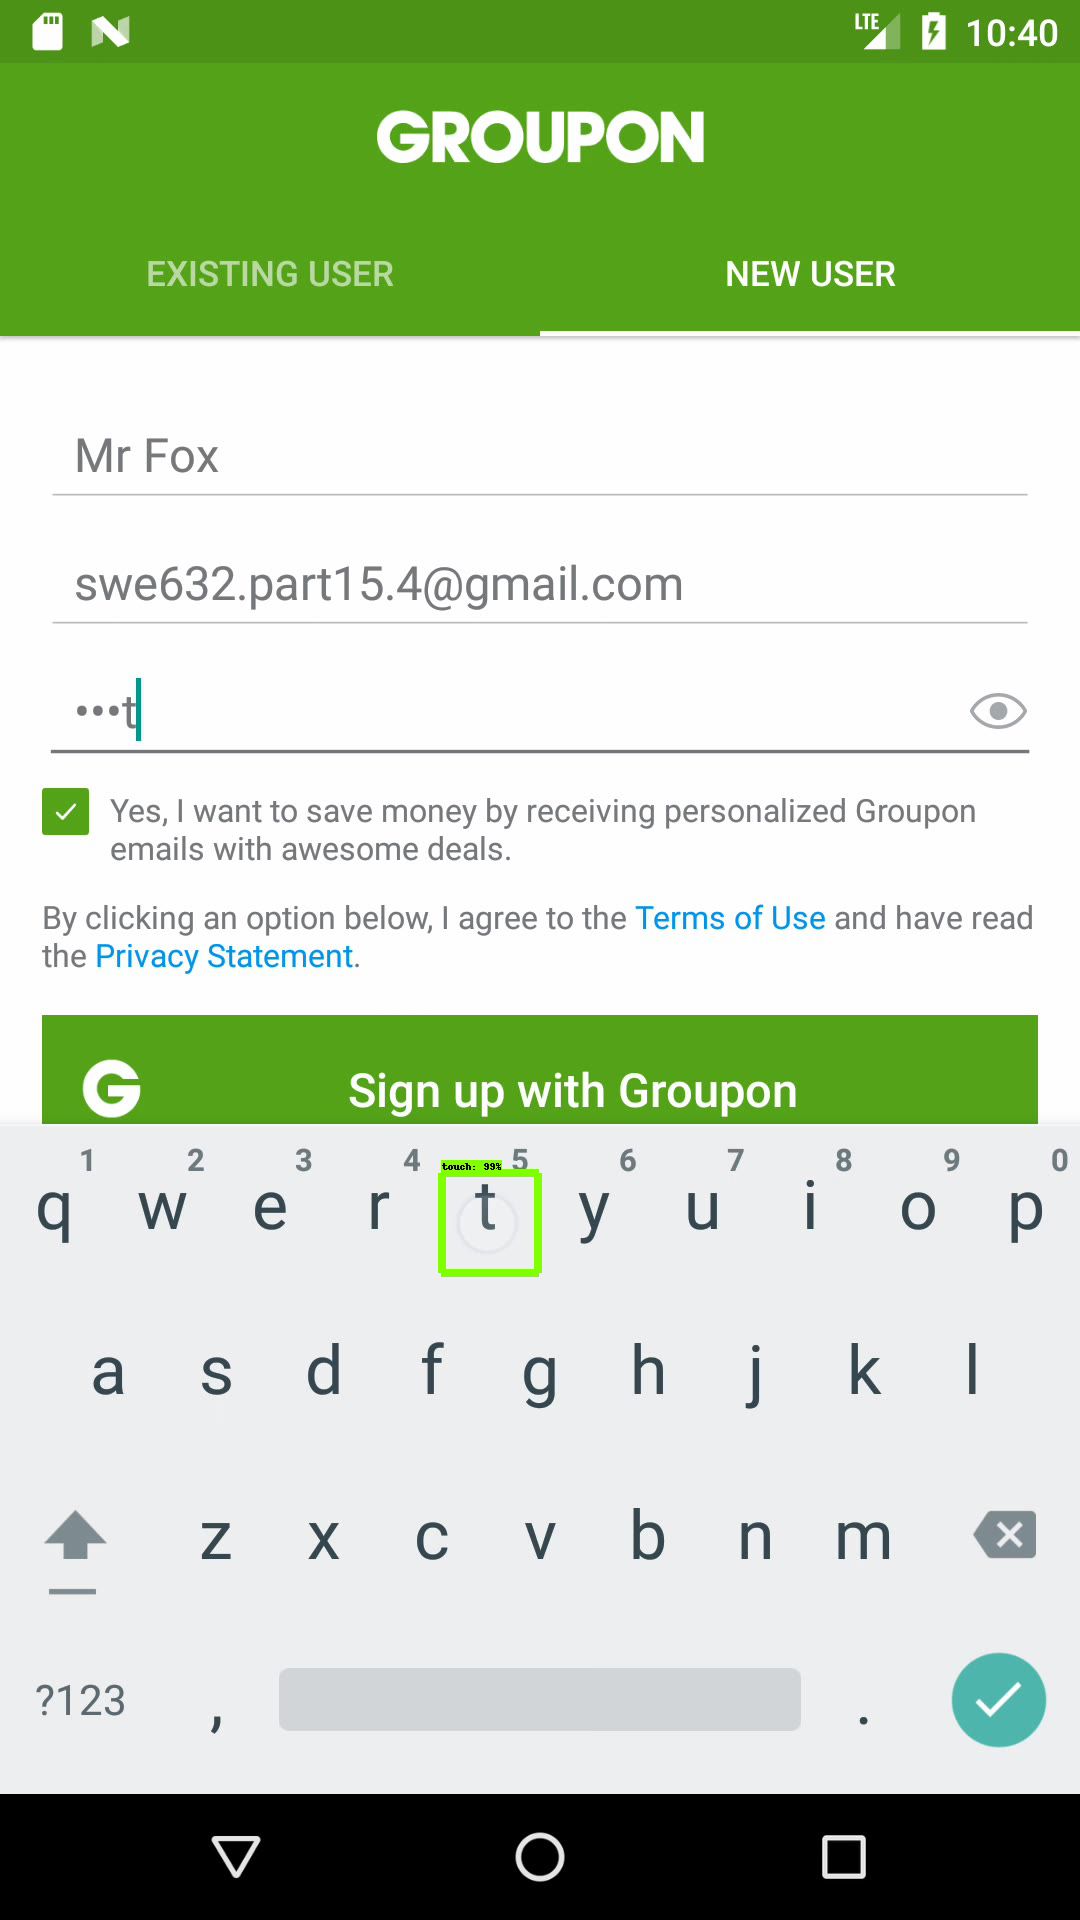 LTE 10:40
GROUPON
EXISTING USER NEW USER
Mr Fox
swe632.part15.4@gmail.com
•••t
Yes, I want to save money by receiving personalized Groupon
emails with awesome deals.
By clicking an option below, I agree to the Terms of Use and have read
the Privacy Statement.
G Sign up with Groupon
1 2 3 4 5 6 7 8 9 0
touch: 99%
q w e r t y u i o p
a s d f g h j k l
z x c v b n m
?123 , .